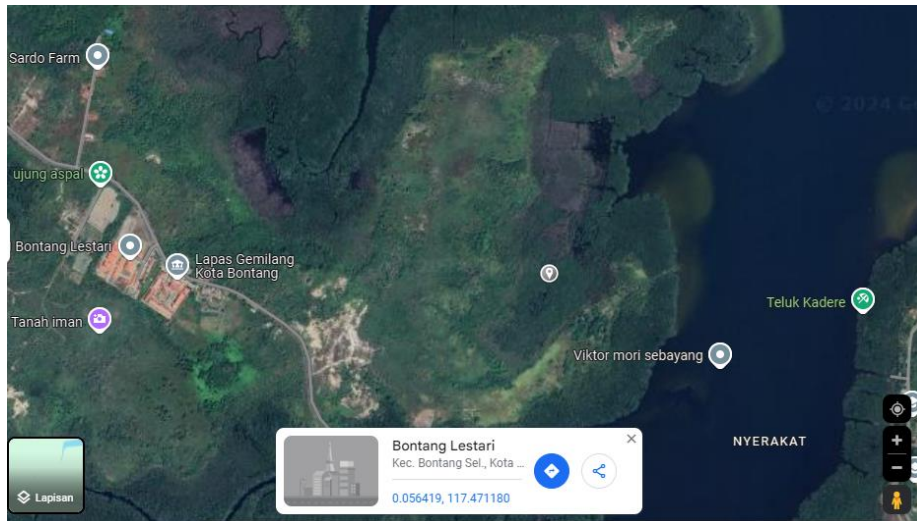 Sardo Farm
© 2024 G
ujung aspal
Bontang Lestari
Lapas Gemilang
Kota Bontang
Teluk Kadere
Tanah iman
Viktor mori sebayang
NYERAKAT
Bontang Lestari
Kec. Bontang Sel., Kota ...
0.056419, 117.471180
Lapisan